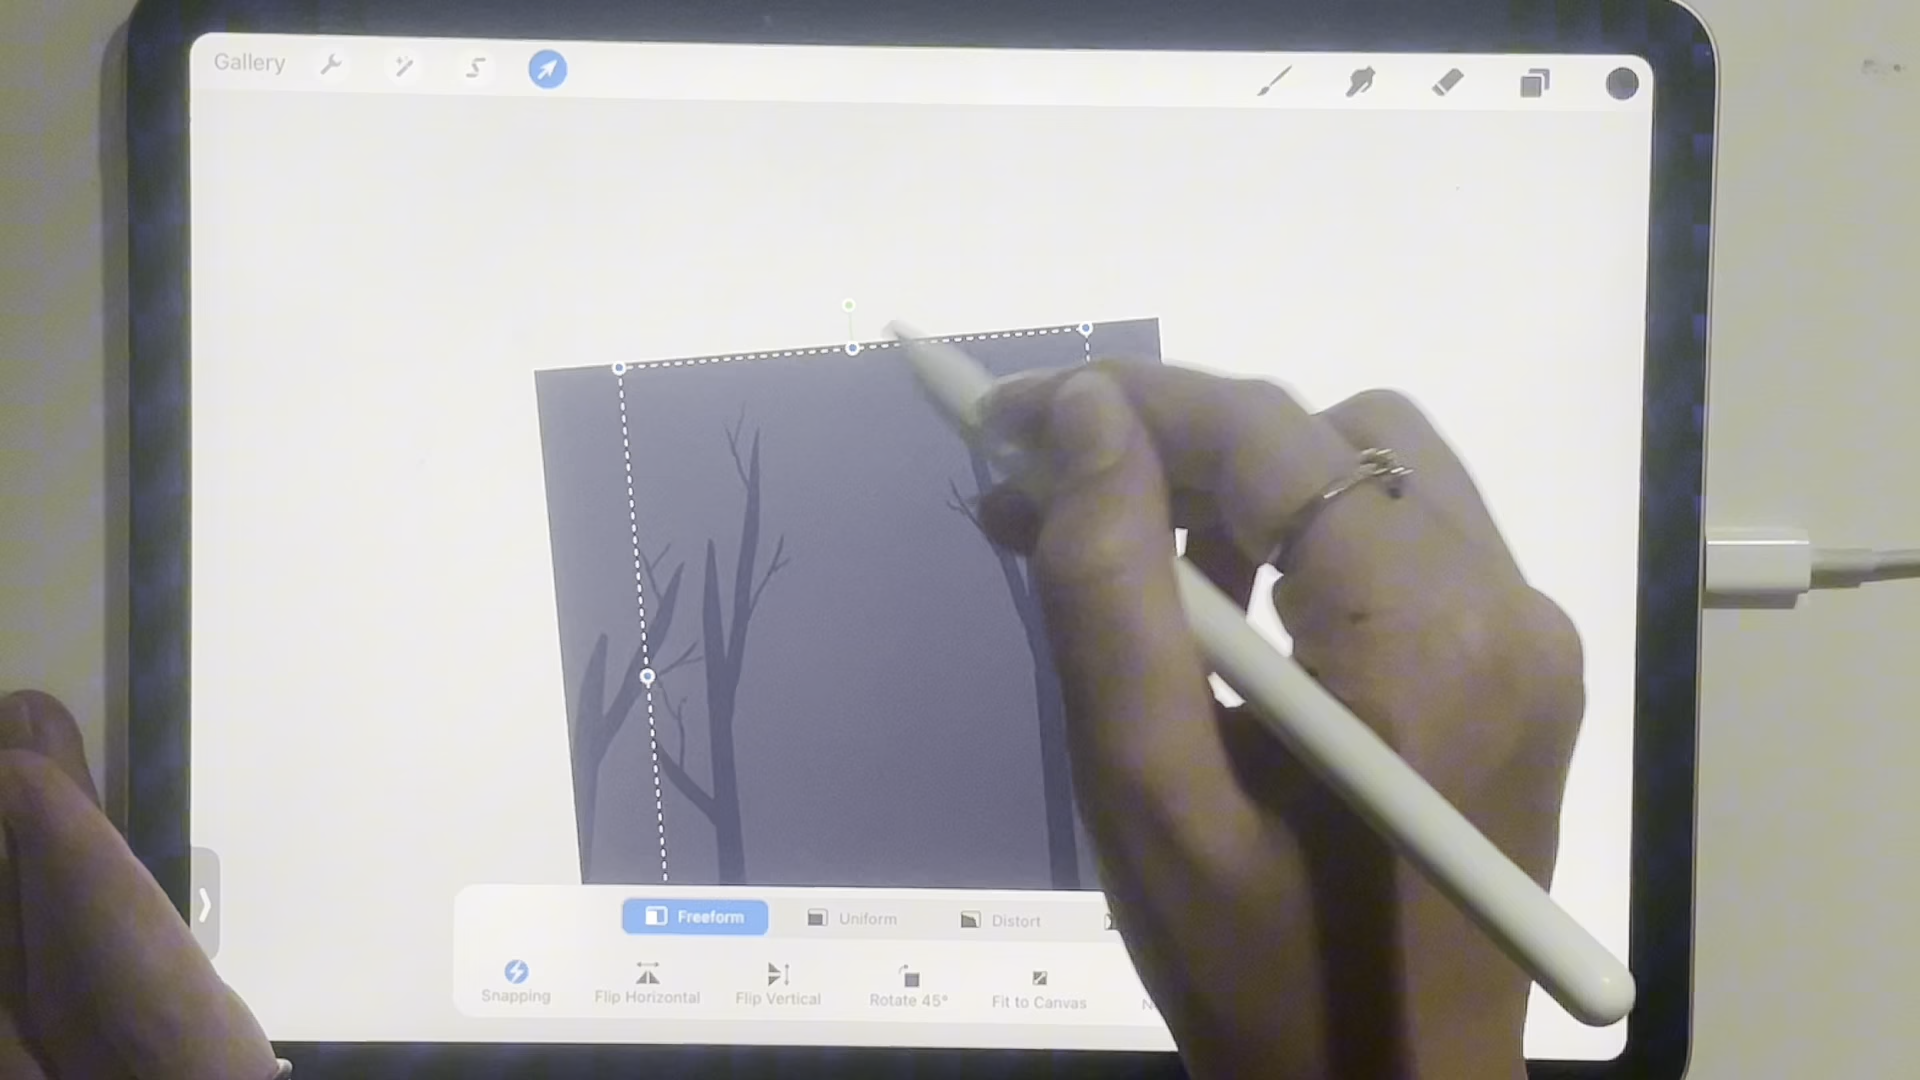 Gallery
Freeform
Uniform
Distort
Snapping
Flip Horizontal
Flip Vertical
Rotate 45°
Fit to Canvas